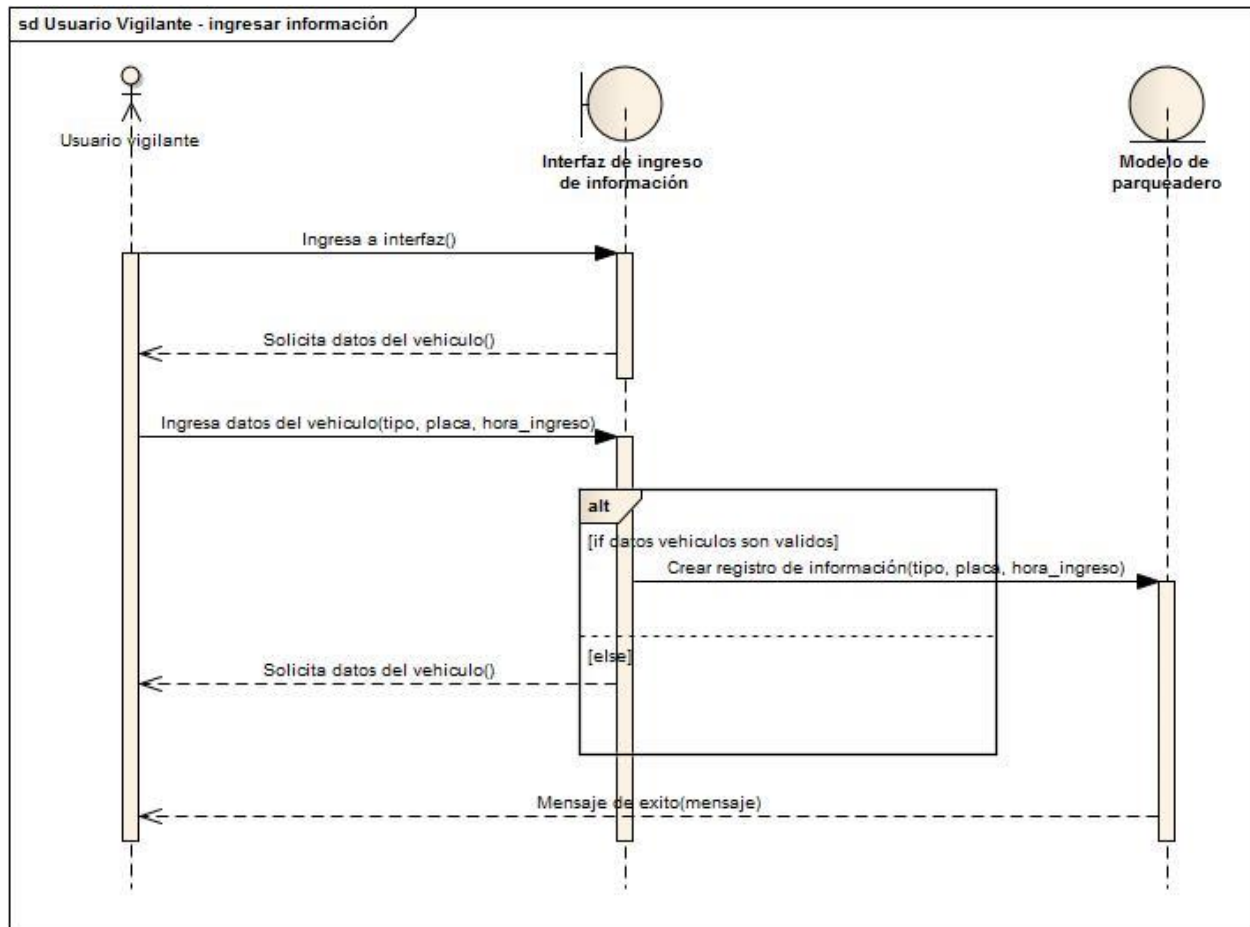 sd Usuario Vigilante - ingresar información
Usuario vigilante
Interfaz de ingreso
de información
Modelo de
parqueadero
Ingresa a interfaz()
Solicita datos del vehiculo()
Ingresa datos del vehiculo(tipo, placa, hora_ingreso)
alt
[if datos vehiculos son validos]
Crear registro de información(tipo, placa, hora_ingreso)
[else]
Solicita datos del vehiculo()
Mensaje de exito(mensaje)